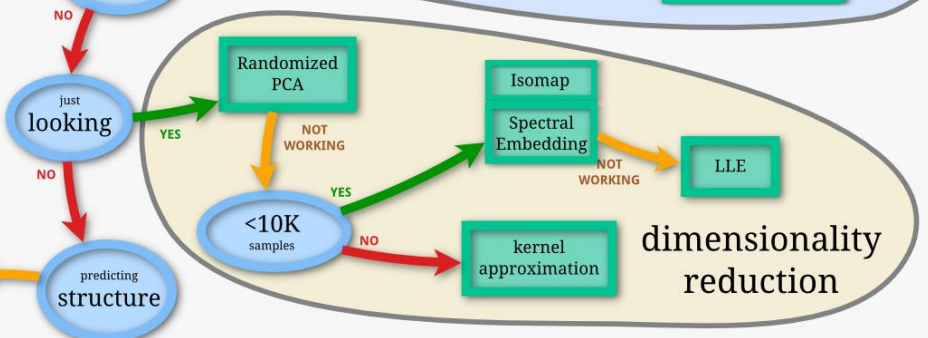 NO
just
looking
YES
NO
predicting
structure
Randomized
PCA
NOT
WORKING
<10K
samples
YES
NO
Isomap
Spectral
Embedding
NOT
WORKING
LLE
kernel
approximation
dimensionality
reduction